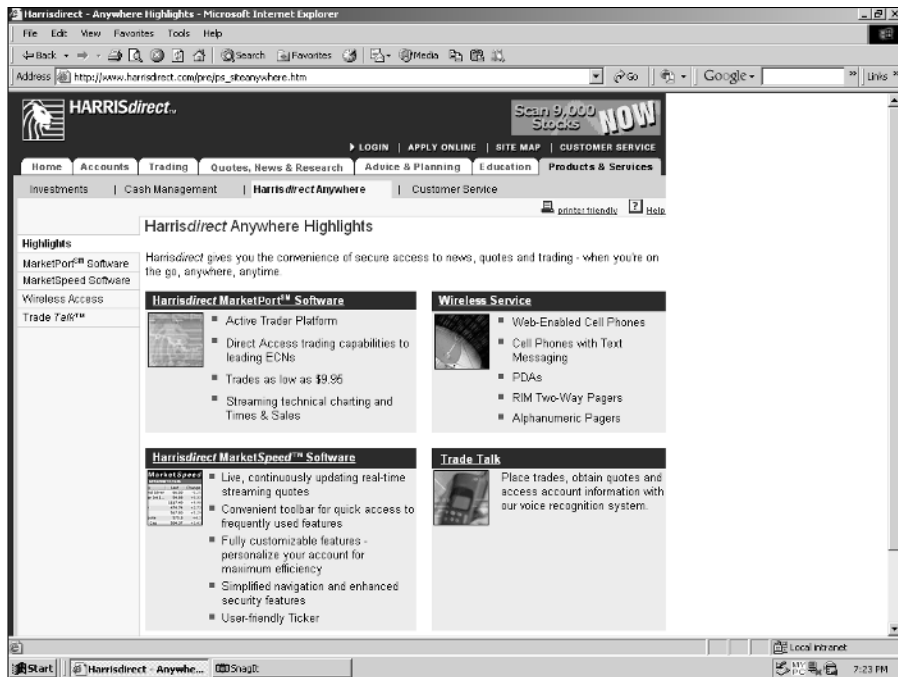 Harrisdirect - Anywhere Highlights - Microsoft Internet Explorer
File Edit View Favorites Tools Help
Back Search Favorites Media
Address http://www.harrisdirect.com/pre/ps_siteanywhere.htm Go Google Links
HARRISdirect
Scan 9,000 Stocks NOW
LOGIN | APPLY ONLINE | SITE MAP | CUSTOMER SERVICE
Home Accounts Trading Quotes, News & Research Advice & Planning Education Products & Services
Investments | Cash Management | Harrisdirect Anywhere | Customer Service
printer friendly ? Help
Harrisdirect Anywhere Highlights
Highlights
MarketPort℠ Software
MarketSpeed Software
Wireless Access
Trade Talk™
Harrisdirect gives you the convenience of secure access to news, quotes and trading - when you're on
the go, anywhere, anytime.
Harrisdirect MarketPort℠ Software
Active Trader Platform
Direct Access trading capabilities to
leading ECNs
Trades as low as $9.95
Streaming technical charting and
Times & Sales
Wireless Service
Web-Enabled Cell Phones
Cell Phones with Text
Messaging
PDAs
RIM Two-Way Pagers
Alphanumeric Pagers
Harrisdirect MarketSpeed™ Software
MarketSpeed
Live, continuously updating real-time
streaming quotes
Convenient toolbar for quick access to
frequently used features
Fully customizable features -
personalize your account for
maximum efficiency
Simplified navigation and enhanced
security features
User-friendly Ticker
Trade Talk
Place trades, obtain quotes and
access account information with
our voice recognition system.
Local intranet
Start Harrisdirect - Anywhe... SnagIt MY PC 7:23 PM